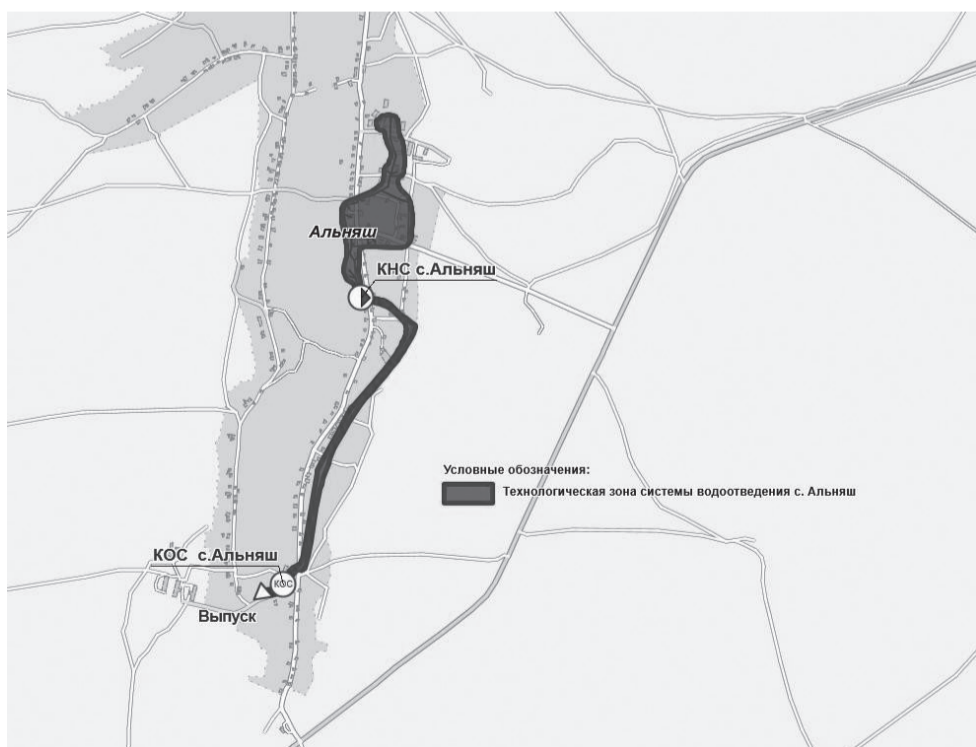 Альняш
КНС с.Альняш
Условные обозначения:
Технологическая зона системы водоотведения с. Альняш
КОС с.Альняш
КОС
Выпуск